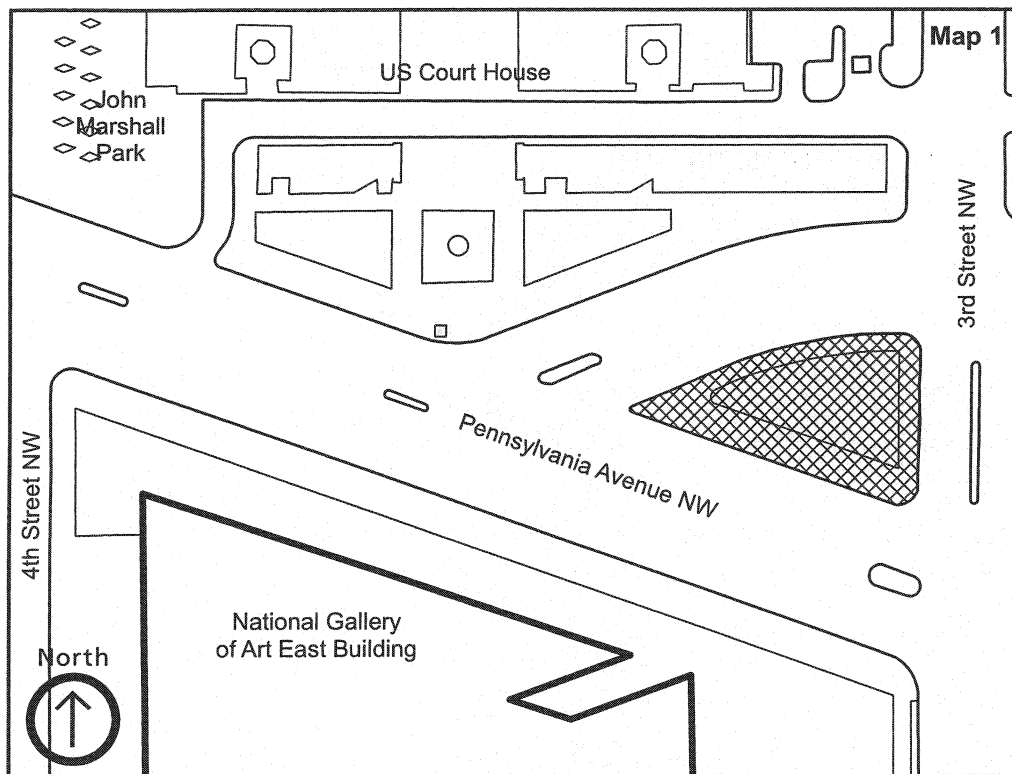 Map 1
US Court House
John
Marshall
Park
3rd Street NW
Pennsylvania Avenue NW
4th Street NW
National Gallery
of Art East Building
North